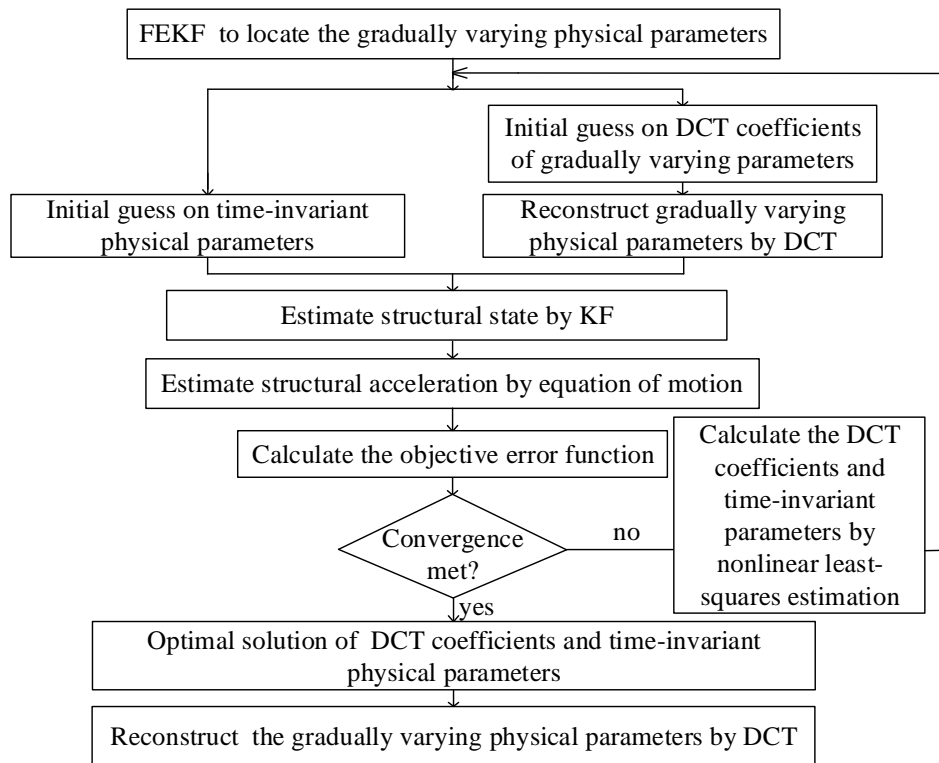 FEKF to locate the gradually varying physical parameters
Initial guess on DCT coefficients
of gradually varying parameters
Initial guess on time-invariant
physical parameters
Reconstruct gradually varying
physical parameters by DCT
Estimate structural state by KF
Estimate structural acceleration by equation of motion
Calculate the objective error function
Calculate the DCT
coefficients and
time-invariant
parameters by
nonlinear least-
squares estimation
Convergence
met?
no
yes
Optimal solution of DCT coefficients and time-invariant
physical parameters
Reconstruct the gradually varying physical parameters by DCT